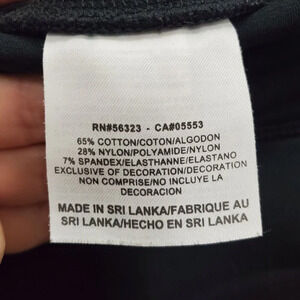 RN#56323 - CA#05553
65% COTTON/COTON/ALGODON
28% NYLON/POLYAMIDE/NYLON
7% SPANDEX/ELASTHANNE/ELASTANO
EXCLUSIVE OF DECORATION/DECORATION
NON COMPRISE/NO INCLUYE LA
DECORACION
MADE IN SRI LANKA/FABRIQUE AU
SRI LANKA/HECHO EN SRI LANKA